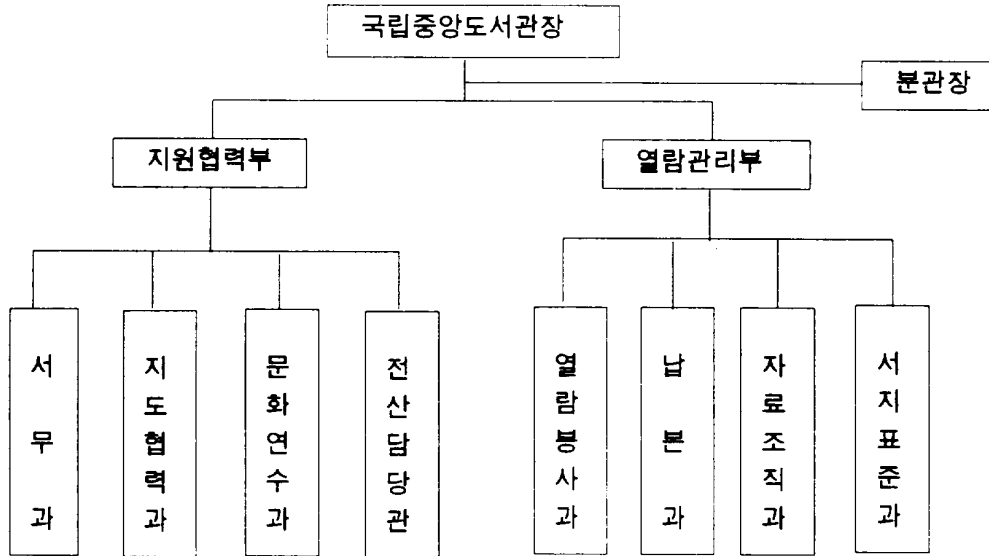 국립중앙도서관장
분관장
지원협력부
열람관리부
서무과
지도협력과
문화연수과
전산담당관
열람봉사과
납본과
자료조직과
서지표준과